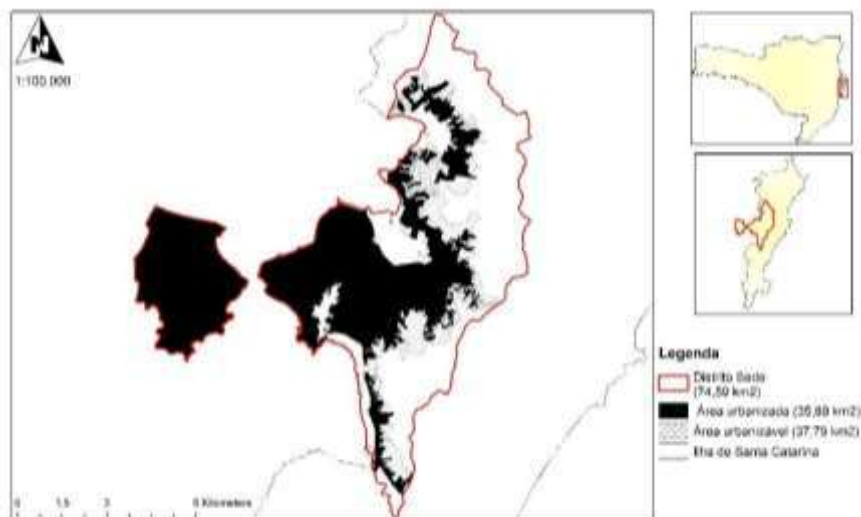 N
1:100.000
Legenda
Distrito Sede
(74,59 km2)
Área urbanizada (35,88 km2)
Área urbanizável (37,79 km2)
Ilha de Santa Catarina
0 1,5 3 6 Kilometers